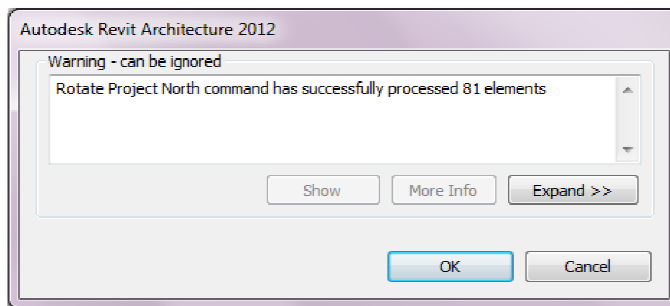 Autodesk Revit Architecture 2012
Warning - can be ignored
Rotate Project North command has successfully processed 81 elements
Show More Info Expand >>
OK Cancel